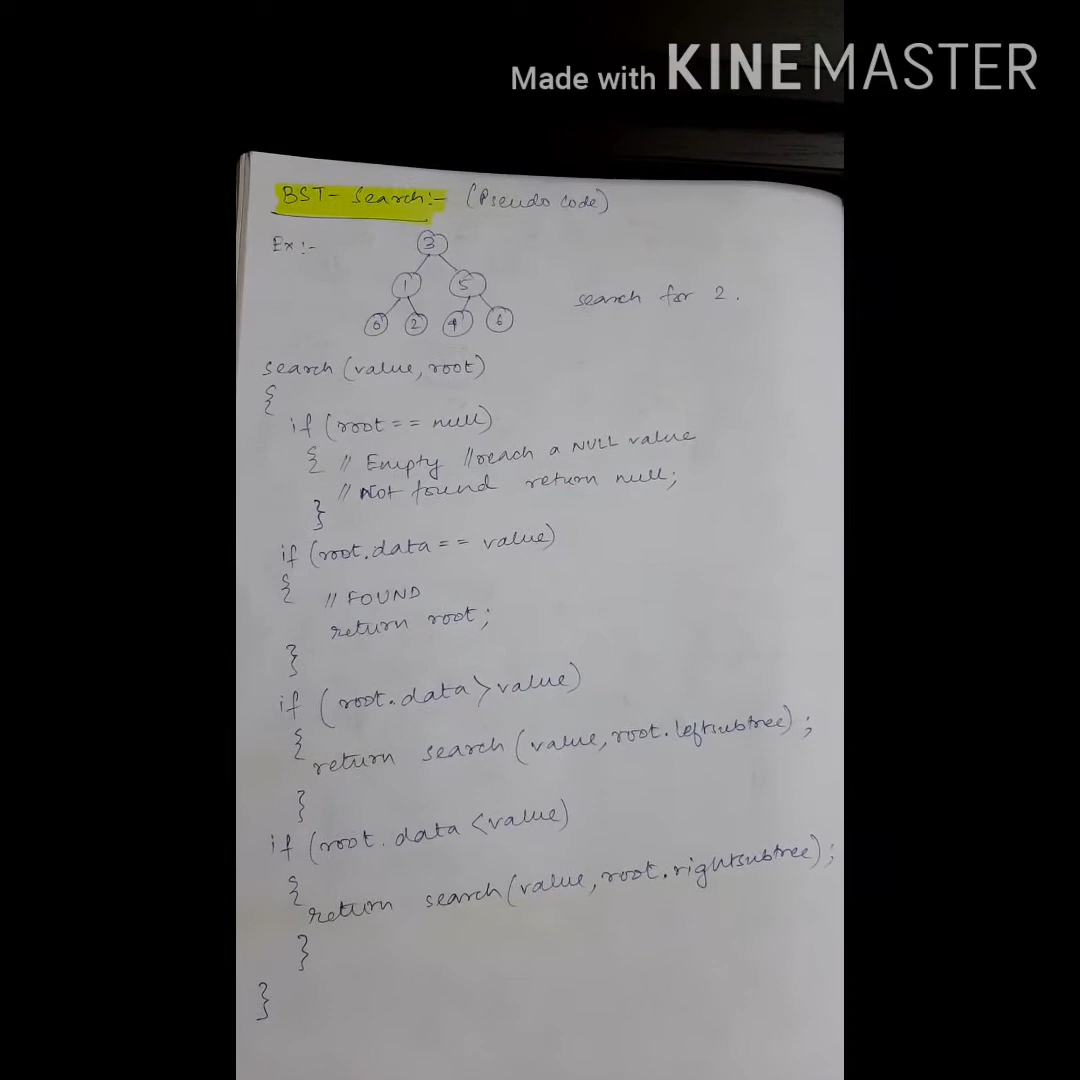 Made with KINEMASTER
BST- Search:- (Pseudo code)
Ex:-
3
1 5
0 2 4 6
search for 2.
search (value, root)
{
if (root == null)
{ // Empty //reach a NULL value
// Not found return null;
}
if (root.data == value)
{ // FOUND
return root;
}
if (root.data > value)
{
return search (value, root.leftsubtree);
}
if (root.data < value)
{
return search (value, root.rightsubtree);
}
}